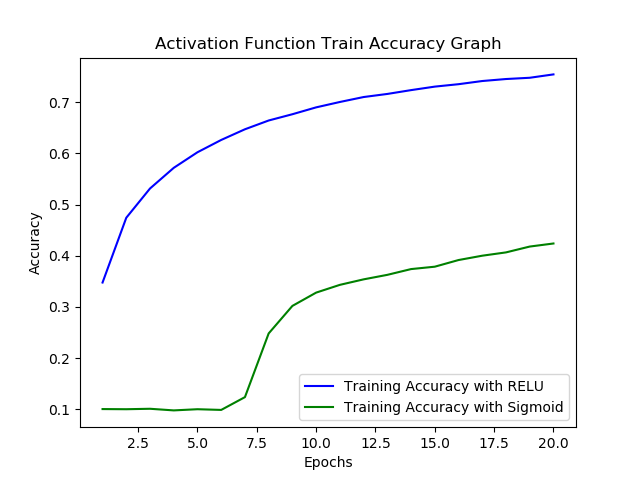 Activation Function Train Accuracy Graph
Accuracy
0.7
0.6
0.5
0.4
0.3
0.2
0.1
Training Accuracy with RELU
Training Accuracy with Sigmoid
2.5 5.0 7.5 10.0 12.5 15.0 17.5 20.0
Epochs